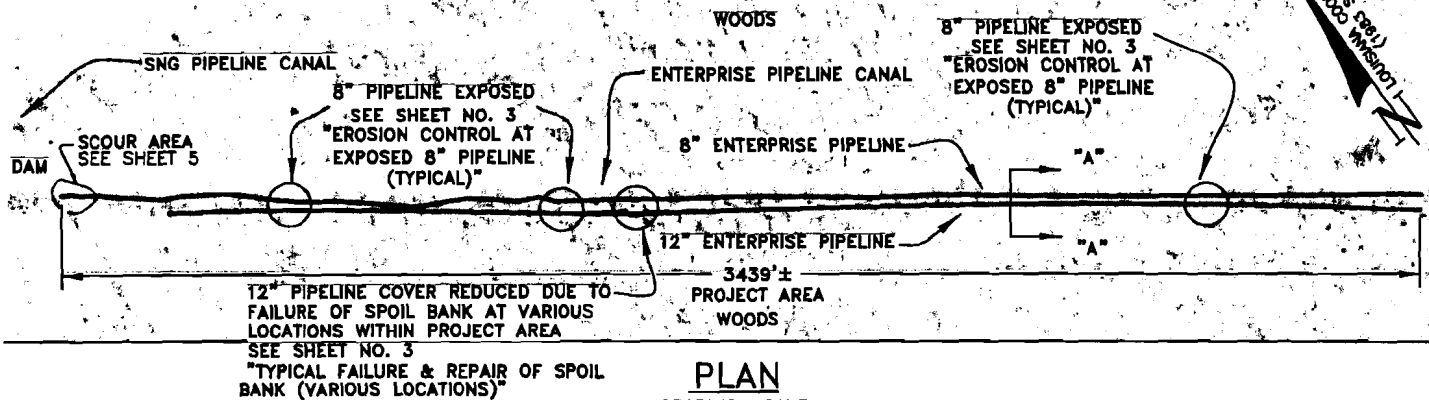 WOODS
SNG PIPELINE CANAL
8" PIPELINE EXPOSED
SEE SHEET NO. 3
"EROSION CONTROL AT
EXPOSED 8" PIPELINE
(TYPICAL)"
ENTERPRISE PIPELINE CANAL
8" PIPELINE EXPOSED
SEE SHEET NO. 3
"EROSION CONTROL AT
EXPOSED 8" PIPELINE
(TYPICAL)"
LOUISIANA
(1983
SCOUR AREA
SEE SHEET 5
DAM
8" ENTERPRISE PIPELINE
"A"
12" ENTERPRISE PIPELINE
"A"
3439'±
PROJECT AREA
WOODS
12" PIPELINE COVER REDUCED DUE TO
FAILURE OF SPOIL BANK AT VARIOUS
LOCATIONS WITHIN PROJECT AREA
SEE SHEET NO. 3
"TYPICAL FAILURE & REPAIR OF SPOIL
BANK (VARIOUS LOCATIONS)"
PLAN